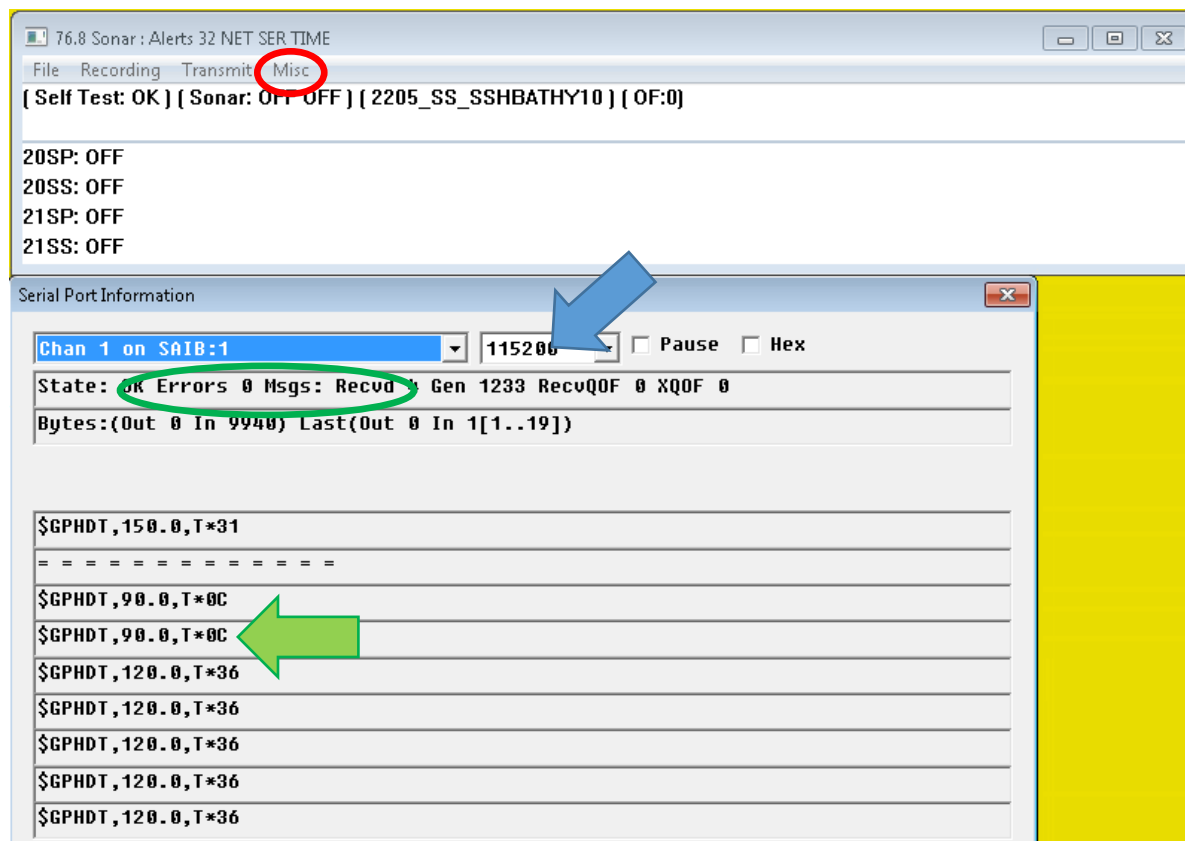 76.8 Sonar : Alerts 32 NET SER TIME
File Recording Transmit Misc
( Self Test: OK ) ( Sonar: OFF OFF ) ( 2205_SS_SSHBATHY10 ) ( OF:0)
20SP: OFF
20SS: OFF
21SP: OFF
21SS: OFF
Serial Port Information
Chan 1 on SAIB:1 115200 Pause Hex
State: OK Errors 0 Msgs: Recvd Gen 1233 RecvQOF 0 XQOF 0
Bytes:(Out 0 In 9940) Last(Out 0 In 1[1..19])
$GPHDT,150.0,T*31
= = = = = = = = = = = = =
$GPHDT,90.0,T*0C
$GPHDT,90.0,T*0C
$GPHDT,120.0,T*36
$GPHDT,120.0,T*36
$GPHDT,120.0,T*36
$GPHDT,120.0,T*36
$GPHDT,120.0,T*36